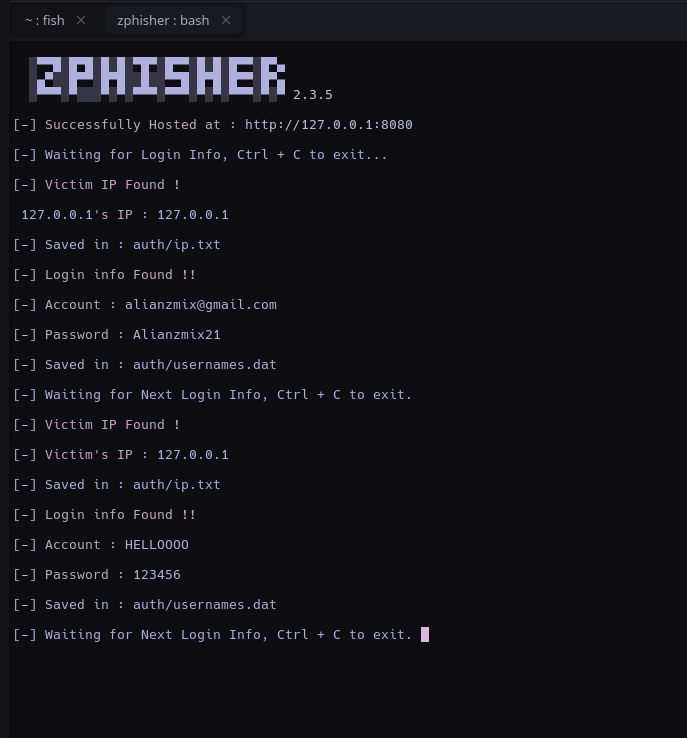 ~ : fish
zphisher : bash
ZPHISHER 2.3.5
[-] Successfully Hosted at : http://127.0.0.1:8080
[-] Waiting for Login Info, Ctrl + C to exit...
[-] Victim IP Found !
127.0.0.1's IP : 127.0.0.1
[-] Saved in : auth/ip.txt
[-] Login info Found !!
[-] Account : alianzmix@gmail.com
[-] Password : Alianzmix21
[-] Saved in : auth/usernames.dat
[-] Waiting for Next Login Info, Ctrl + C to exit.
[-] Victim IP Found !
[-] Victim's IP : 127.0.0.1
[-] Saved in : auth/ip.txt
[-] Login info Found !!
[-] Account : HELLOOOO
[-] Password : 123456
[-] Saved in : auth/usernames.dat
[-] Waiting for Next Login Info, Ctrl + C to exit.